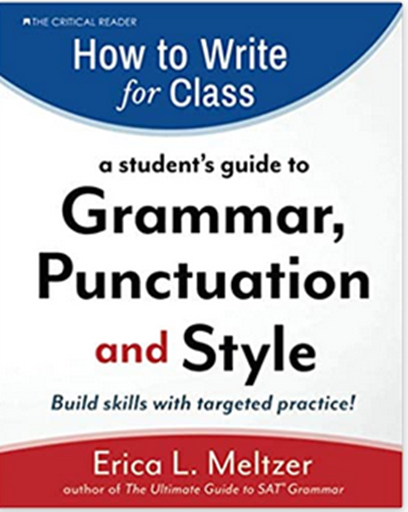 THE CRITICAL READER
How to Write
for Class
a student's guide to
Grammar,
Punctuation
and Style
Build skills with targeted practice!
Erica L. Meltzer
author of The Ultimate Guide to SAT® Grammar